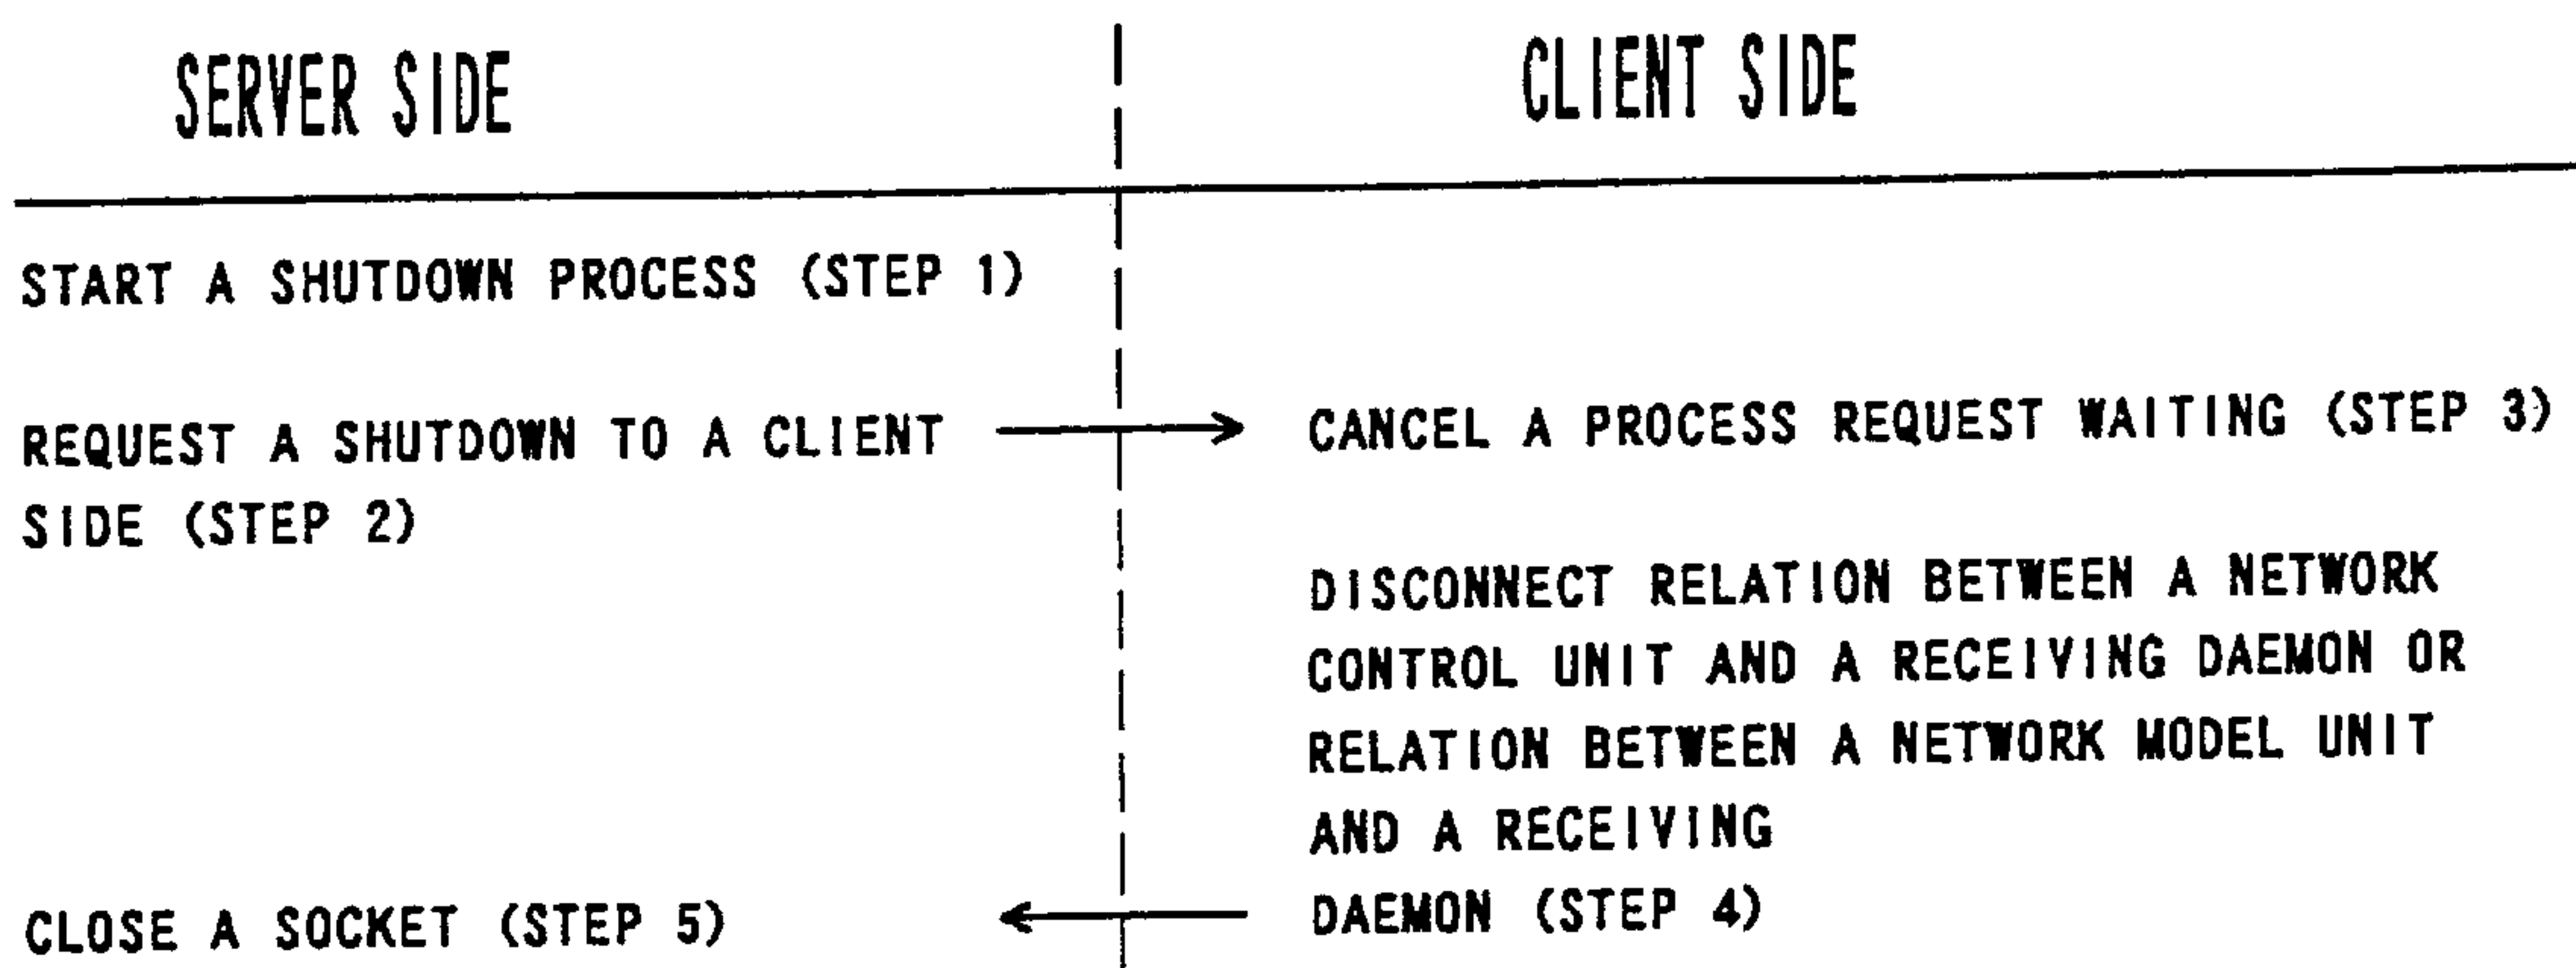 SERVER SIDE
CLIENT SIDE
START A SHUTDOWN PROCESS (STEP 1)
REQUEST A SHUTDOWN TO A CLIENT
SIDE (STEP 2)
CANCEL A PROCESS REQUEST WAITING (STEP 3)
DISCONNECT RELATION BETWEEN A NETWORK
CONTROL UNIT AND A RECEIVING DAEMON OR
RELATION BETWEEN A NETWORK MODEL UNIT
AND A RECEIVING
DAEMON (STEP 4)
CLOSE A SOCKET (STEP 5)